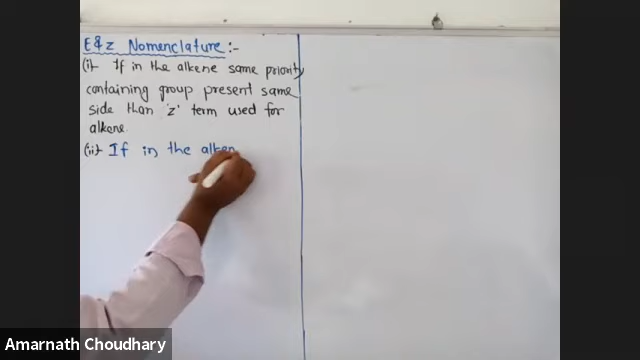 E & Z Nomenclature :-
(i) If in the alkene same priority
containing group present same
side than 'z' term used for
alkene.
(ii) If in the alken
Amarnath Choudhary